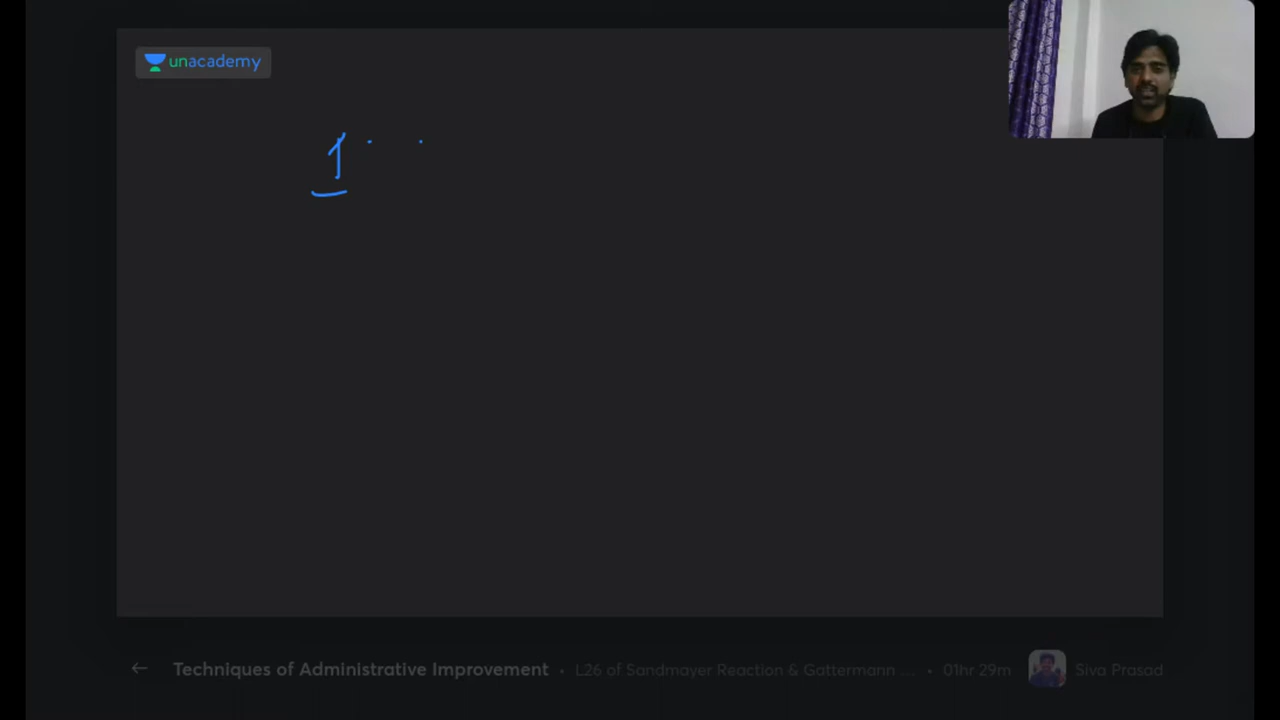 unacademy
1
Techniques of Administrative Improvement • L26 of Sandmayer Reaction & Gattermann ... • 01hr 29m Siva Prasad